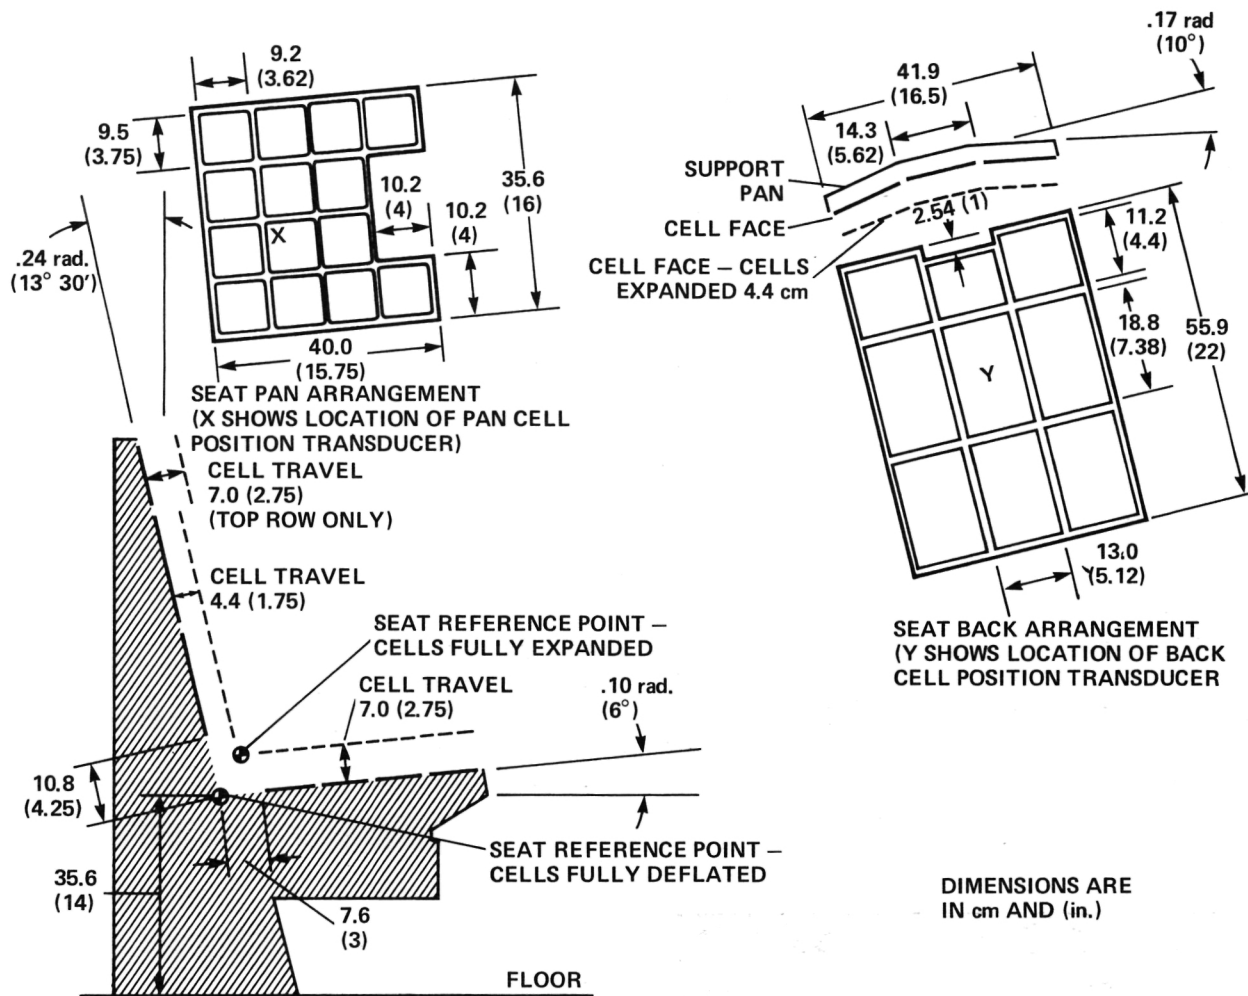 9.2
(3.62)
9.5
(3.75)
10.2
(4)
10.2
(4)
35.6
(16)
X
40.0
(15.75)
.24 rad.
(13° 30′)
SEAT PAN ARRANGEMENT
(X SHOWS LOCATION OF PAN CELL
POSITION TRANSDUCER)
CELL TRAVEL
7.0 (2.75)
(TOP ROW ONLY)
CELL TRAVEL
4.4 (1.75)
SEAT REFERENCE POINT –
CELLS FULLY EXPANDED
CELL TRAVEL
7.0 (2.75)
.10 rad.
(6°)
10.8
(4.25)
35.6
(14)
7.6
(3)
SEAT REFERENCE POINT –
CELLS FULLY DEFLATED
FLOOR
.17 rad
(10°)
41.9
(16.5)
14.3
(5.62)
SUPPORT
PAN
CELL FACE
2.54 (1)
CELL FACE – CELLS
EXPANDED 4.4 cm
11.2
(4.4)
18.8
(7.38)
55.9
(22)
Y
13.0
(5.12)
SEAT BACK ARRANGEMENT
(Y SHOWS LOCATION OF BACK
CELL POSITION TRANSDUCER
DIMENSIONS ARE
IN cm AND (in.)